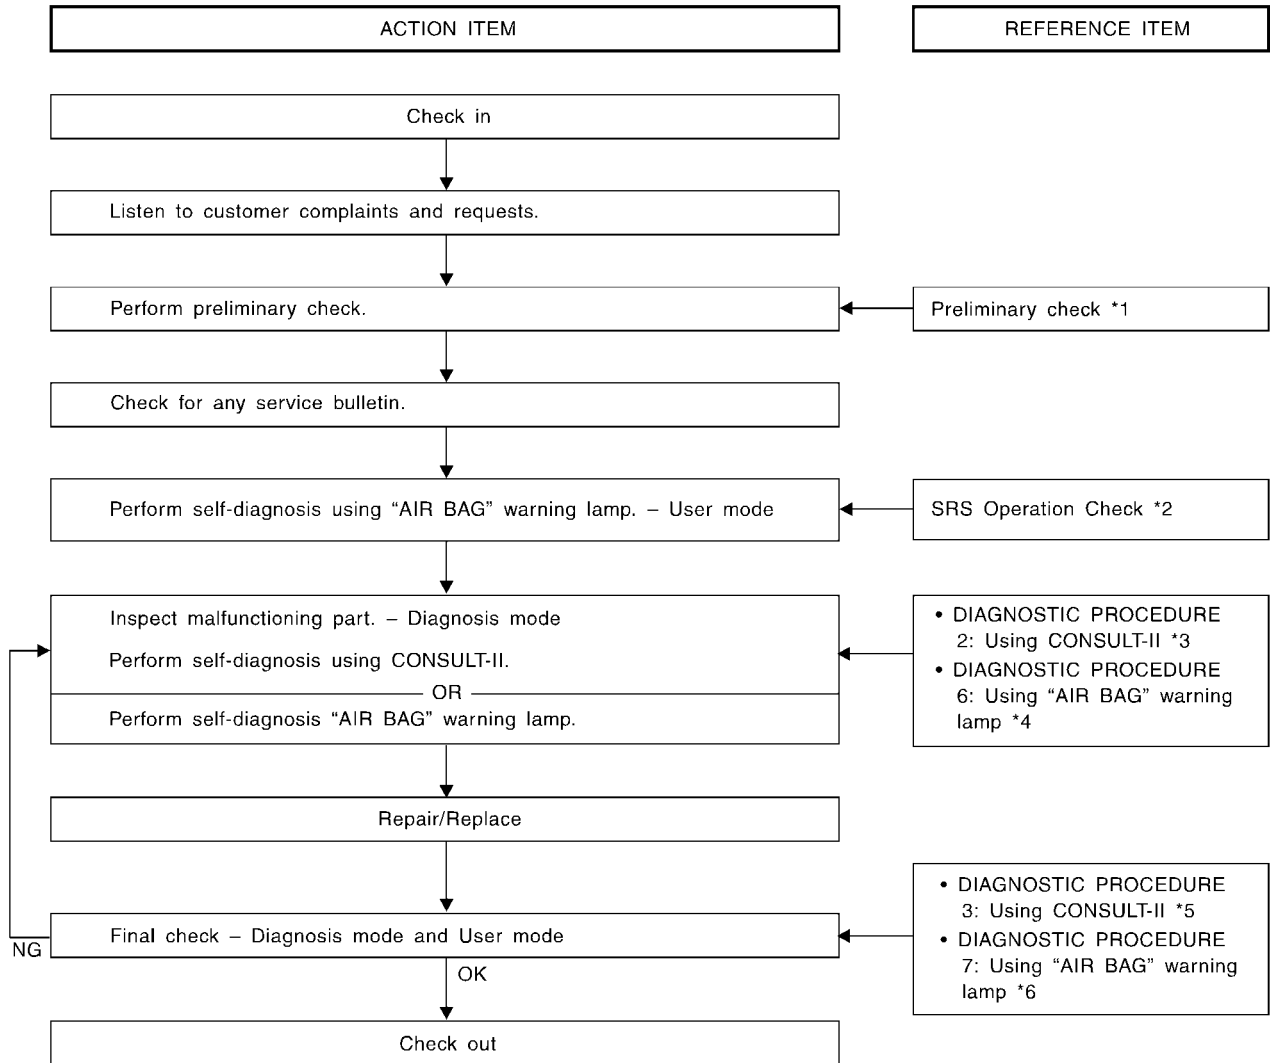 ACTION ITEM
REFERENCE ITEM
Check in
Listen to customer complaints and requests.
Perform preliminary check.
Preliminary check *1
Check for any service bulletin.
Perform self-diagnosis using “AIR BAG” warning lamp. – User mode
SRS Operation Check *2
Inspect malfunctioning part. – Diagnosis mode
Perform self-diagnosis using CONSULT-II.
OR
Perform self-diagnosis “AIR BAG” warning lamp.
• DIAGNOSTIC PROCEDURE
2: Using CONSULT-II *3
• DIAGNOSTIC PROCEDURE
6: Using “AIR BAG” warning
lamp *4
Repair/Replace
Final check – Diagnosis mode and User mode
• DIAGNOSTIC PROCEDURE
3: Using CONSULT-II *5
• DIAGNOSTIC PROCEDURE
7: Using “AIR BAG” warning
lamp *6
NG
OK
Check out